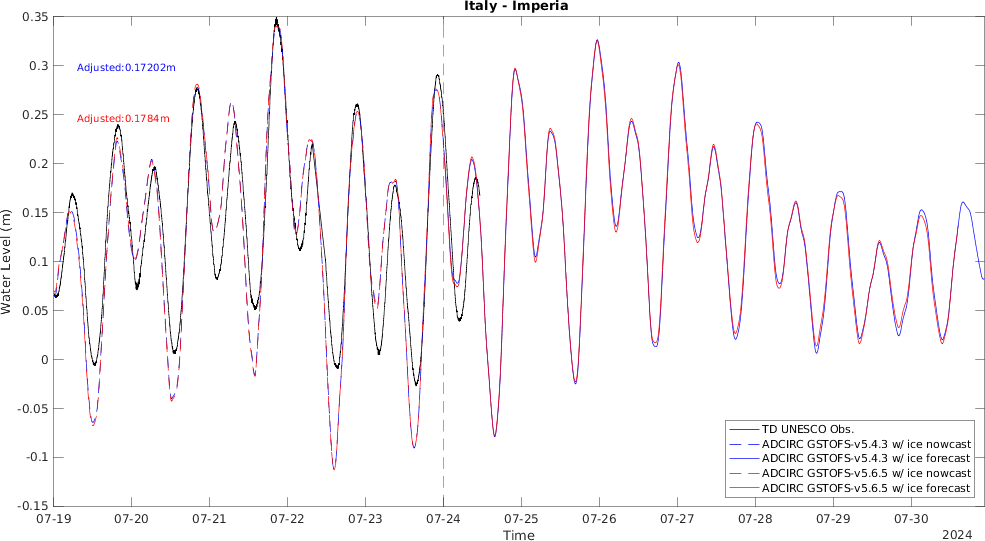 Italy - Imperia
0.35
0.3
0.25
0.2
0.15
0.1
0.05
0
-0.05
-0.1
-0.15
Water Level (m)
Adjusted:0.17202m
Adjusted:0.1784m
TD UNESCO Obs.
ADCIRC GSTOFS-v5.4.3 w/ ice nowcast
ADCIRC GSTOFS-v5.4.3 w/ ice forecast
ADCIRC GSTOFS-v5.6.5 w/ ice nowcast
ADCIRC GSTOFS-v5.6.5 w/ ice forecast
07-19 07-20 07-21 07-22 07-23 07-24 07-25 07-26 07-27 07-28 07-29 07-30
Time
2024